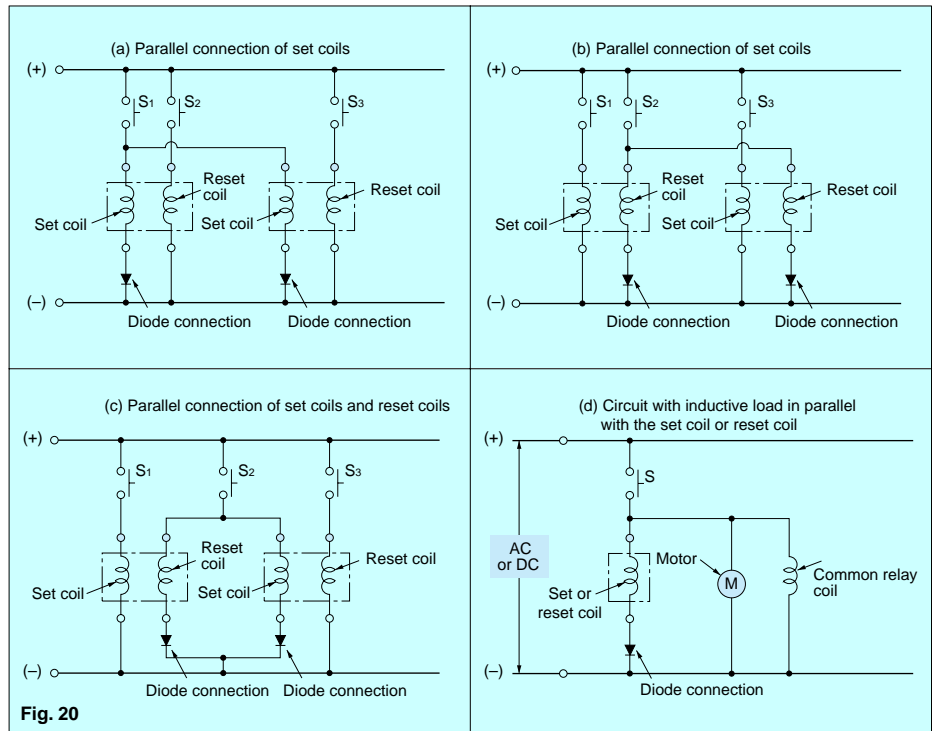 (a) Parallel connection of set coils
(+)
S1
S2
S3
Reset
coil
Reset coil
Set coil
Set coil
(−)
Diode connection
Diode connection
(b) Parallel connection of set coils
(+)
S1
S2
S3
Reset
coil
Reset coil
Set coil
Set coil
(−)
Diode connection
Diode connection
(c) Parallel connection of set coils and reset coils
(+)
S1
S2
S3
Reset
coil
Reset coil
Set coil
Set coil
(−)
Diode connection
Diode connection
Fig. 20
(d) Circuit with inductive load in parallel
with the set coil or reset coil
(+)
S
AC
or DC
Motor
M
Common relay
coil
Set or
reset coil
(−)
Diode connection